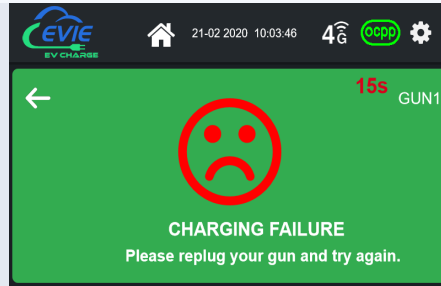 EVIE
EV CHARGE
21-02 2020 10:03:46
4G
ocpp
15s
GUN1
CHARGING FAILURE
Please replug your gun and try again.